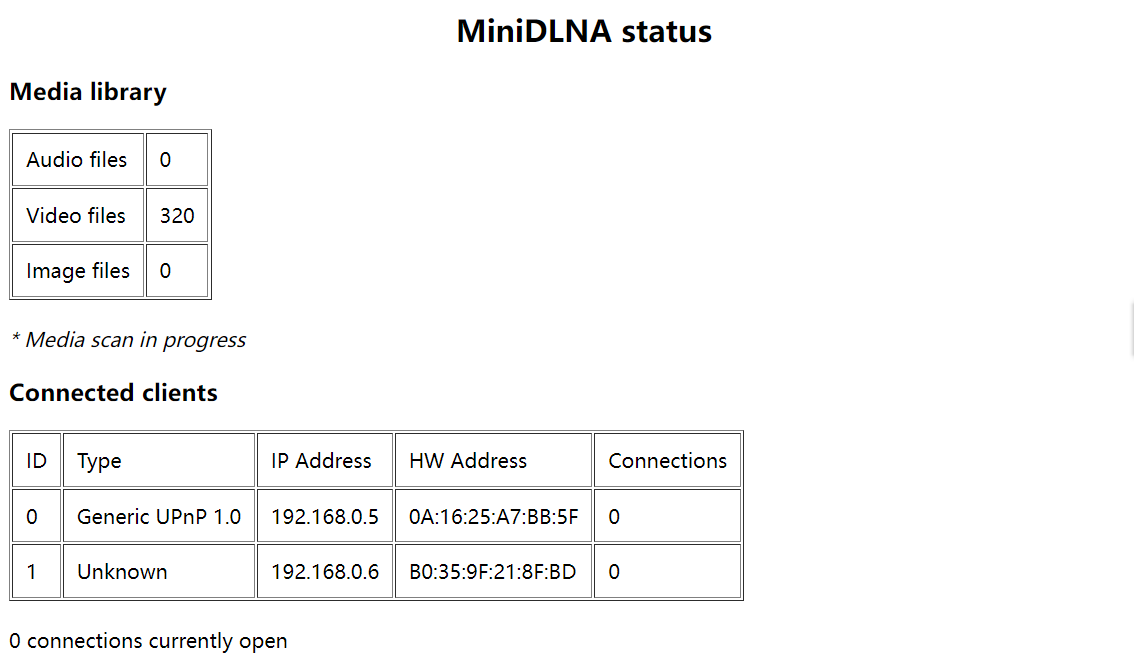 MiniDLNA status
Media library
Audio files 0
Video files 320
Image files 0
* Media scan in progress
Connected clients
ID Type IP Address HW Address Connections
0 Generic UPnP 1.0 192.168.0.5 0A:16:25:A7:BB:5F 0
1 Unknown 192.168.0.6 B0:35:9F:21:8F:BD 0
0 connections currently open